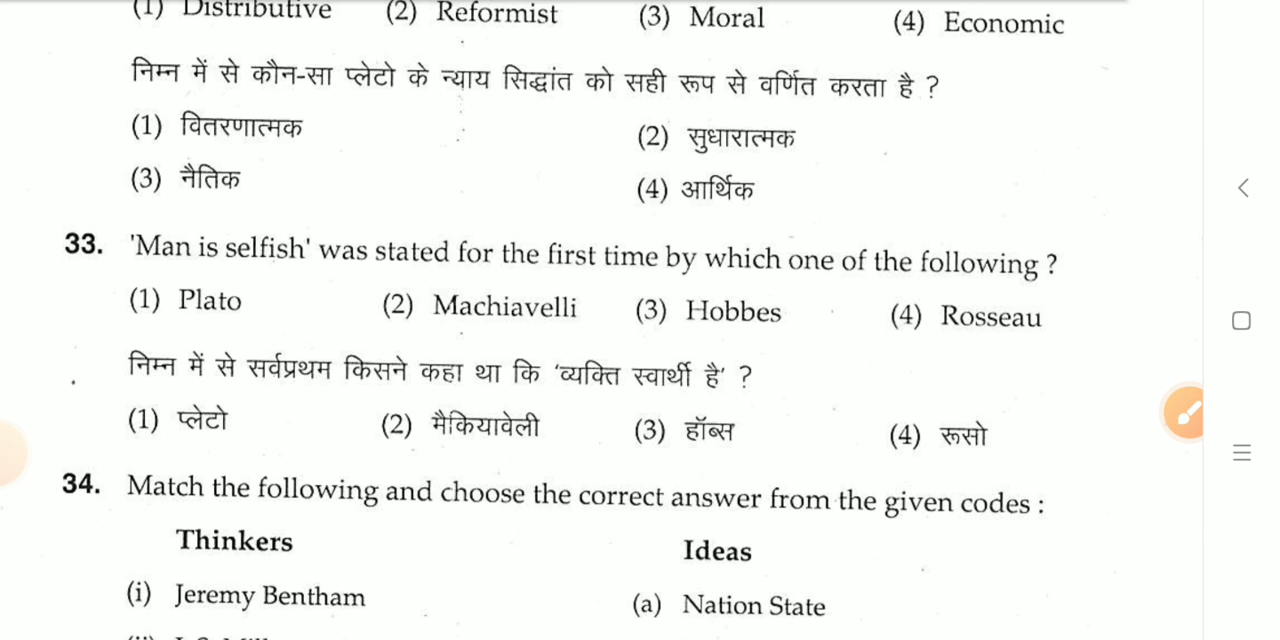 (1) Distributive (2) Reformist (3) Moral (4) Economic
निम्न में से कौन-सा प्लेटो के न्याय सिद्धांत को सही रूप से वर्णित करता है ?
(1) वितरणात्मक (2) सुधारात्मक
(3) नैतिक (4) आर्थिक
33. 'Man is selfish' was stated for the first time by which one of the following ?
(1) Plato (2) Machiavelli (3) Hobbes (4) Rosseau
निम्न में से सर्वप्रथम किसने कहा था कि 'व्यक्ति स्वार्थी है' ?
(1) प्लेटो (2) मैकियावेली (3) हॉब्स (4) रूसो
34. Match the following and choose the correct answer from the given codes :
Thinkers Ideas
(i) Jeremy Bentham (a) Nation State